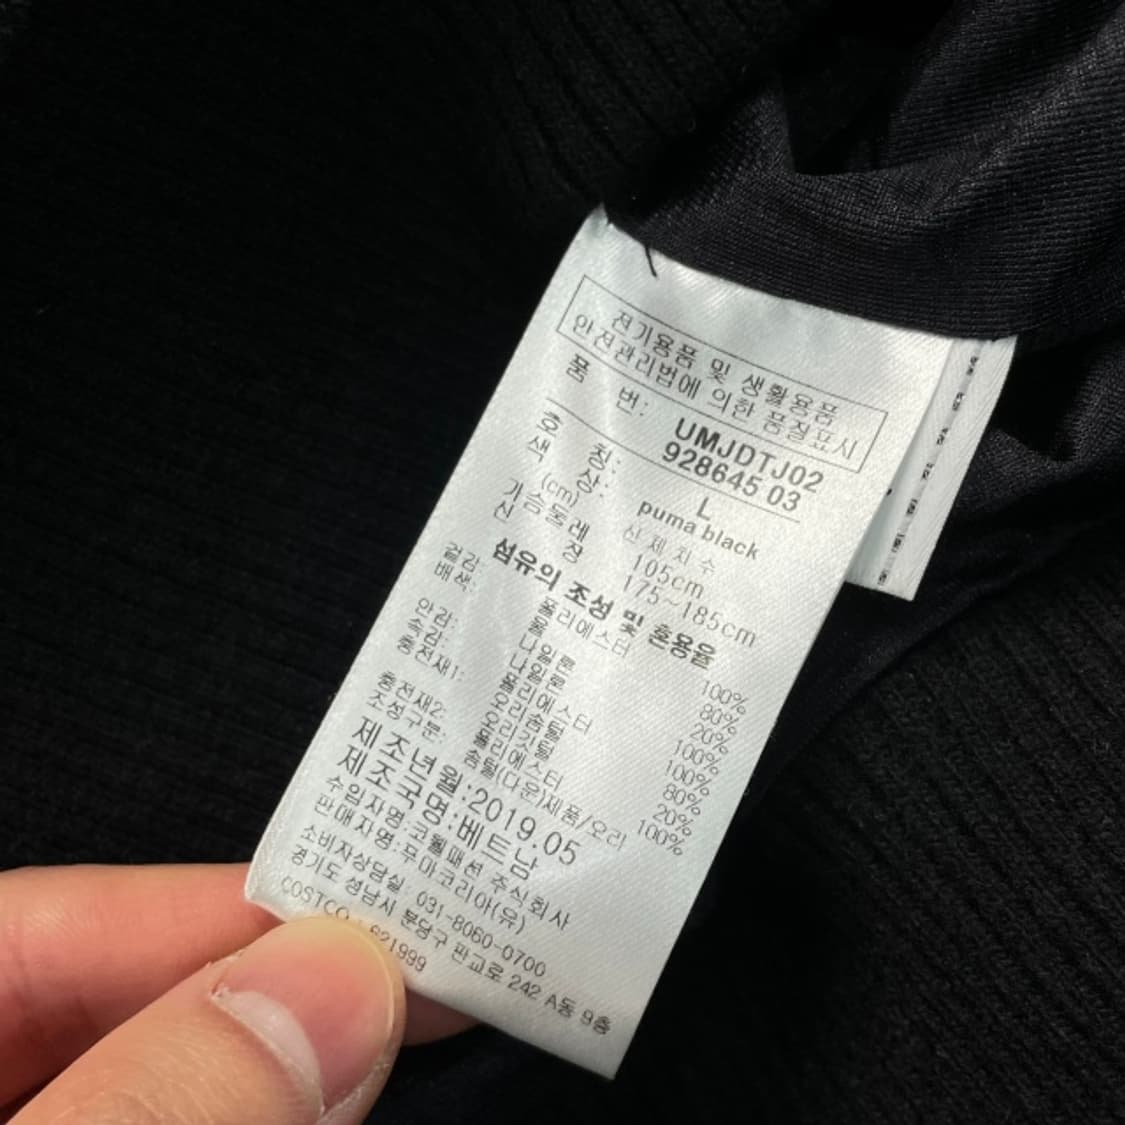 전기용품 및 생활용품
안전관리법에 의한 품질표시
품 번: UMJDTJ02
928645 03
호 칭: L
색 상: puma black
(cm) 신체치수
가슴둘레 105cm
신 장 175~185cm
섬유의 조성 및 혼용율
겉감: 폴리에스터 100%
배색: 폴리에스터 80%
나일론 20%
안감: 나일론 100%
속감: 폴리에스터 100%
충전재1: 오리솜털 80%
오리깃털 20%
충전재2: 폴리에스터 100%
조성구분: 솜털(다운)제품/오리
제조년월:2019.05
제조국명:베트남
수입자명:코웰패션 주식회사
판매자명:푸마코리아(유)
소비자상담실: 031-8060-0700
경기도 성남시 분당구 판교로 242 A동 9층
COSTCO : 621999